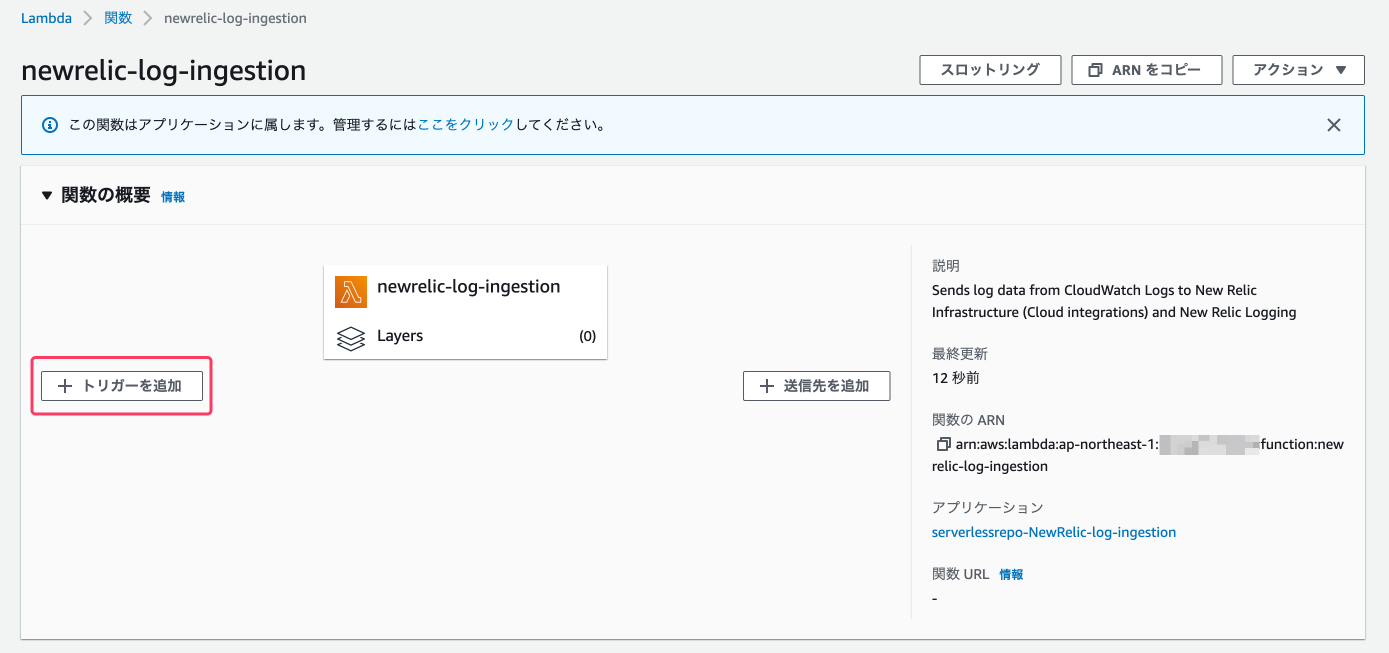 Lambda > 関数 > newrelic-log-ingestion
newrelic-log-ingestion
スロットリング
ARN をコピー
アクション ▼
この関数はアプリケーションに属します。管理するにはここをクリックしてください。
▼ 関数の概要 情報
newrelic-log-ingestion
Layers (0)
+ トリガーを追加
+ 送信先を追加
説明
Sends log data from CloudWatch Logs to New Relic
Infrastructure (Cloud integrations) and New Relic Logging
最終更新
12 秒前
関数の ARN
arn:aws:lambda:ap-northeast-1: function:new
relic-log-ingestion
アプリケーション
serverlessrepo-NewRelic-log-ingestion
関数 URL 情報
-